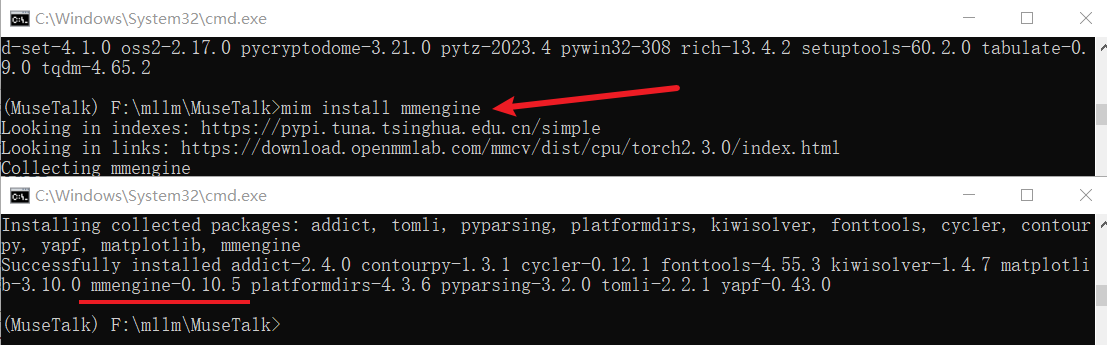 C:\Windows\System32\cmd.exe
d-set-4.1.0 oss2-2.17.0 pycryptodome-3.21.0 pytz-2023.4 pywin32-308 rich-13.4.2 setuptools-60.2.0 tabulate-0.
9.0 tqdm-4.65.2
(MuseTalk) F:\mllm\MuseTalk>mim install mmengine
Looking in indexes: https://pypi.tuna.tsinghua.edu.cn/simple
Looking in links: https://download.openmmlab.com/mmcv/dist/cpu/torch2.3.0/index.html
Collecting mmengine
C:\Windows\System32\cmd.exe
Installing collected packages: addict, tomli, pyparsing, platformdirs, kiwisolver, fonttools, cycler, contour
py, yapf, matplotlib, mmengine
Successfully installed addict-2.4.0 contourpy-1.3.1 cycler-0.12.1 fonttools-4.55.3 kiwisolver-1.4.7 matplotli
b-3.10.0 mmengine-0.10.5 platformdirs-4.3.6 pyparsing-3.2.0 tomli-2.2.1 yapf-0.43.0
(MuseTalk) F:\mllm\MuseTalk>